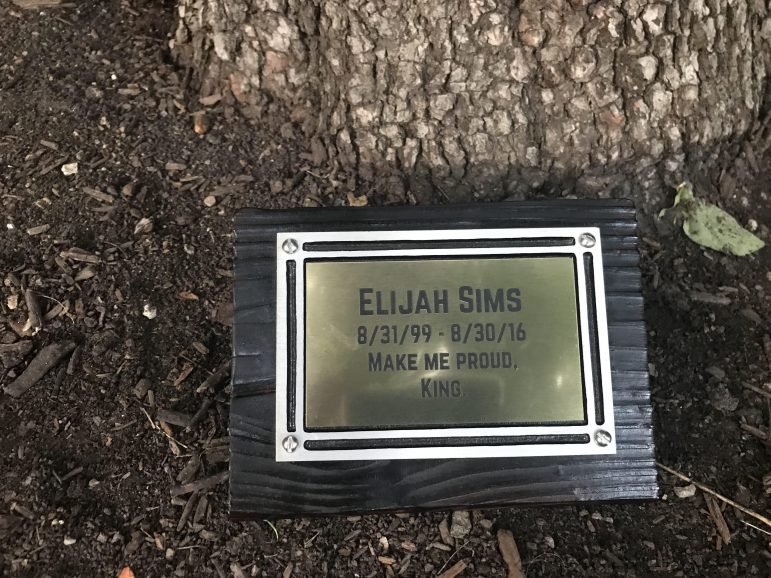 Elijah Sims
8/31/99 - 8/30/16
Make me proud,
King.